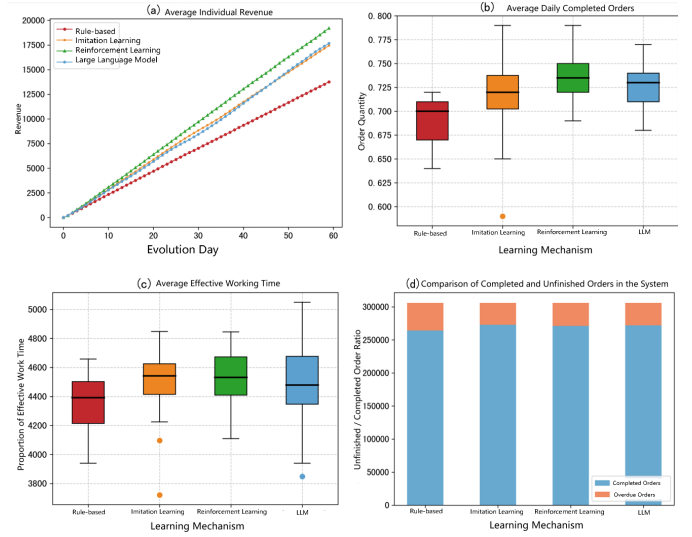 (a) Average Individual Revenue
20000
17500
15000
12500
10000
7500
5000
2500
0
Revenue
Rule-based
Imitation Learning
Reinforcement Learning
Large Language Model
0 10 20 30 40 50 60
Evolution Day
(b) Average Daily Completed Orders
0.800
0.775
0.750
0.725
0.700
0.675
0.650
0.625
0.600
Order Quantity
Rule-based Imitation Learning Reinforcement Learning LLM
Learning Mechanism
(c) Average Effective Working Time
5000
4800
4600
4400
4200
4000
3800
Proportion of Effective Work Time
Rule-based Imitation Learning Reinforcement Learning LLM
Learning Mechanism
(d) Comparison of Completed and Unfinished Orders in the System
300000
250000
200000
150000
100000
50000
0
Unfinished / Completed Order Ratio
Completed Orders
Overdue Orders
Rule-based Imitation Learning Reinforcement Learning LLM
Learning Mechanism